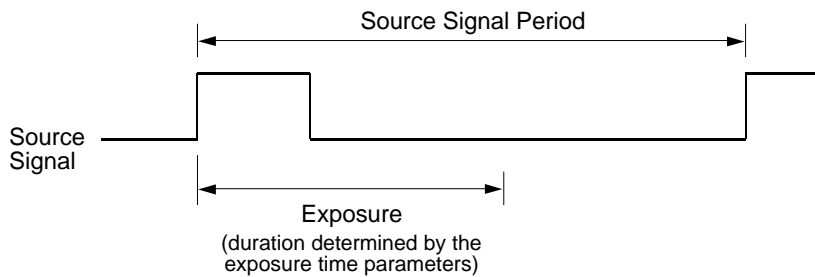 Source Signal Period
Source
Signal
Exposure
(duration determined by the
exposure time parameters)